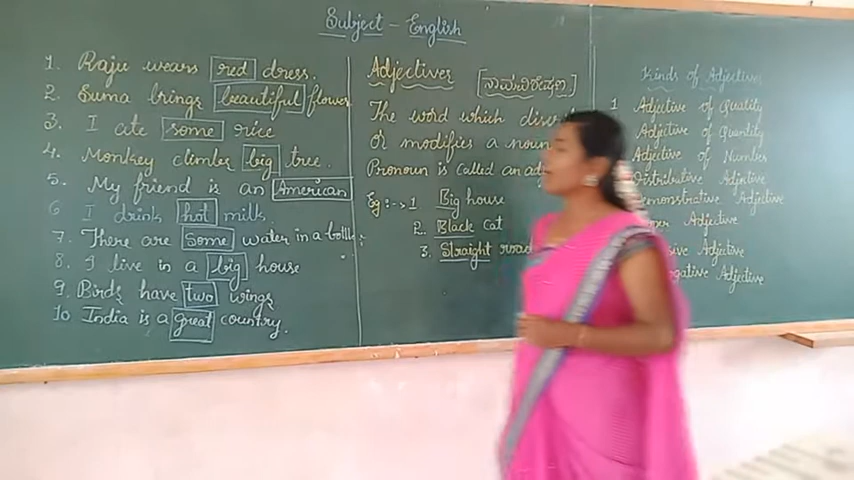 Subject - English
1. Raju wears red dress.
2. Suma brings beautiful flower
3. I ate some rice
4. Monkey climbes big tree.
5. My friend is an American
6 I drink hot milk.
7. There are some water in a bottle.
8. I live in a big house
9. Birds have two wings
10 India is a great country.
Adjectives [ನಾಮವಿಶೇಷಣ]
The word which
or modifies a noun
Pronoun is called an
Eg:-> 1 Big house
2. Black cat
3. Straight road
Kinds of Adjectives
1 Adjective of Quality
Adjective of Quantity
Adjective of Number
Distributive Adjective
Demonstrative Adjective
Adjective
Adjective
Adjective